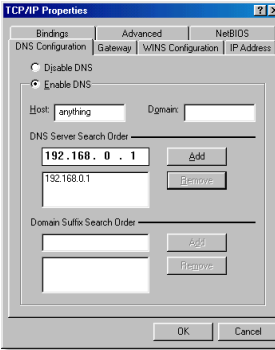 TCP/IP Properties
Bindings Advanced NetBIOS
DNS Configuration Gateway WINS Configuration IP Address
Disable DNS
Enable DNS
Host: anything Domain:
DNS Server Search Order
192.168. 0 . 1 Add
192.168.0.1 Remove
Domain Suffix Search Order
Add
Remove
OK Cancel